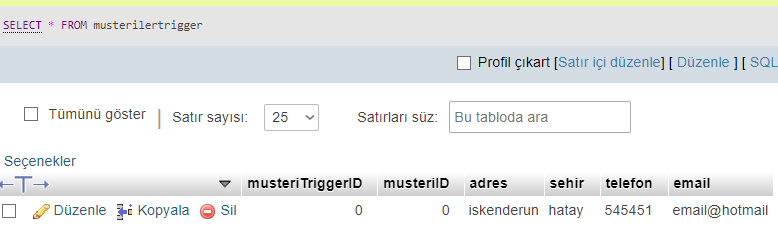 SELECT * FROM musterilertrigger
Profil çıkart [Satır içi düzenle] [ Düzenle ] [ SQL
Tümünü göster | Satır sayısı: 25 Satırları süz: Bu tabloda ara
Seçenekler
←T→ musteriTriggerID musteriID adres sehir telefon email
Düzenle Kopyala Sil 0 0 iskenderun hatay 545451 email@hotmail